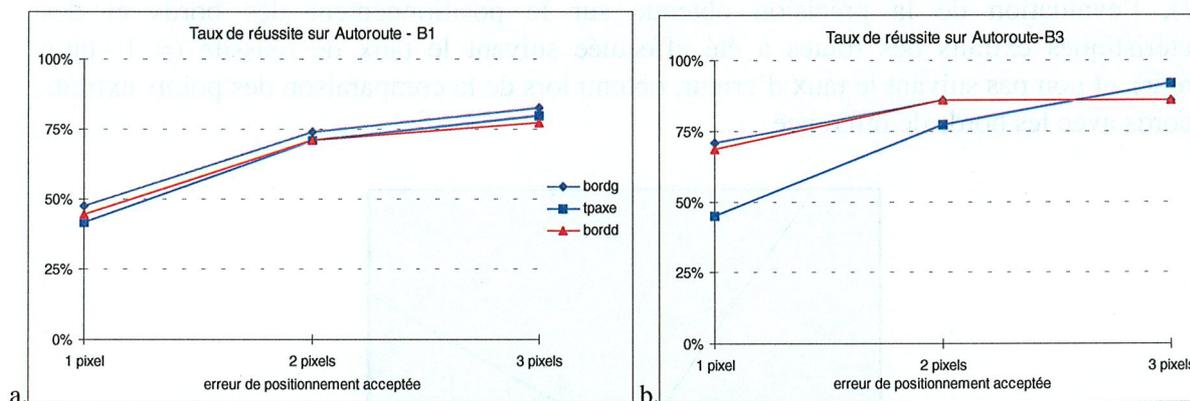 Taux de réussite sur Autoroute - B1
100%
75%
50%
25%
0%
1 pixel
2 pixels
3 pixels
erreur de positionnement acceptée
bordg
tpaxe
bordd
a.
Taux de réussite sur Autoroute-B3
100%
75%
50%
25%
0%
1 pixel
2 pixels
3 pixels
erreur de positionnement acceptée
b.